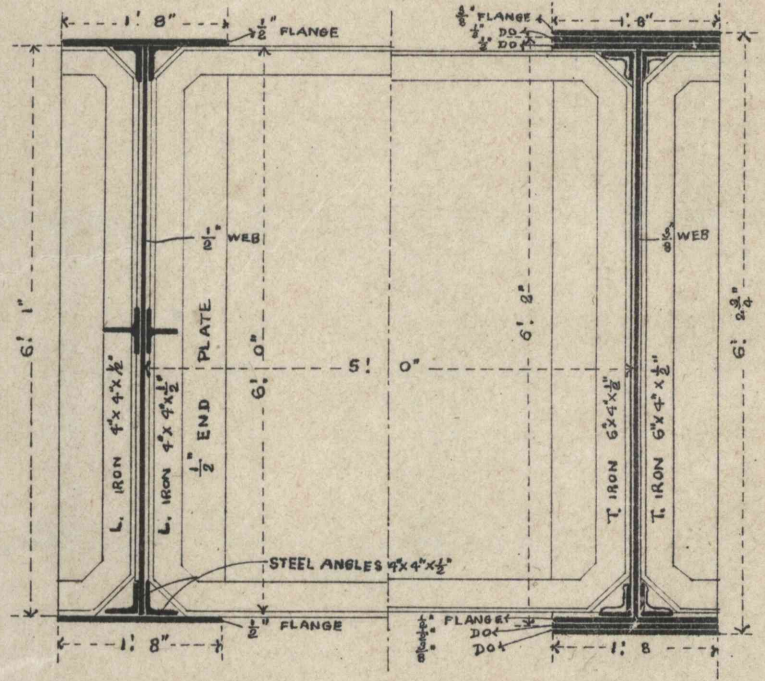 1' 8"
1/2" FLANGE
5/8" FLANGE
1/2" DO
1/2" DO
1' 8"
1/2" WEB
5/8" WEB
6' 1"
6' 0"
6' 2"
6' 2 3/4"
5' 0"
L. IRON 4"X 4"X 1/2"
L. IRON 4"X 4"X 1/2"
1/2" END PLATE
T. IRON 6"X 4"X 1/2"
T. IRON 6"X 4"X 1/2"
STEEL ANGLES 4"X 4"X 1/2"
1/2" FLANGE
FLANGE
DO
DO
1' 8"
1' 8